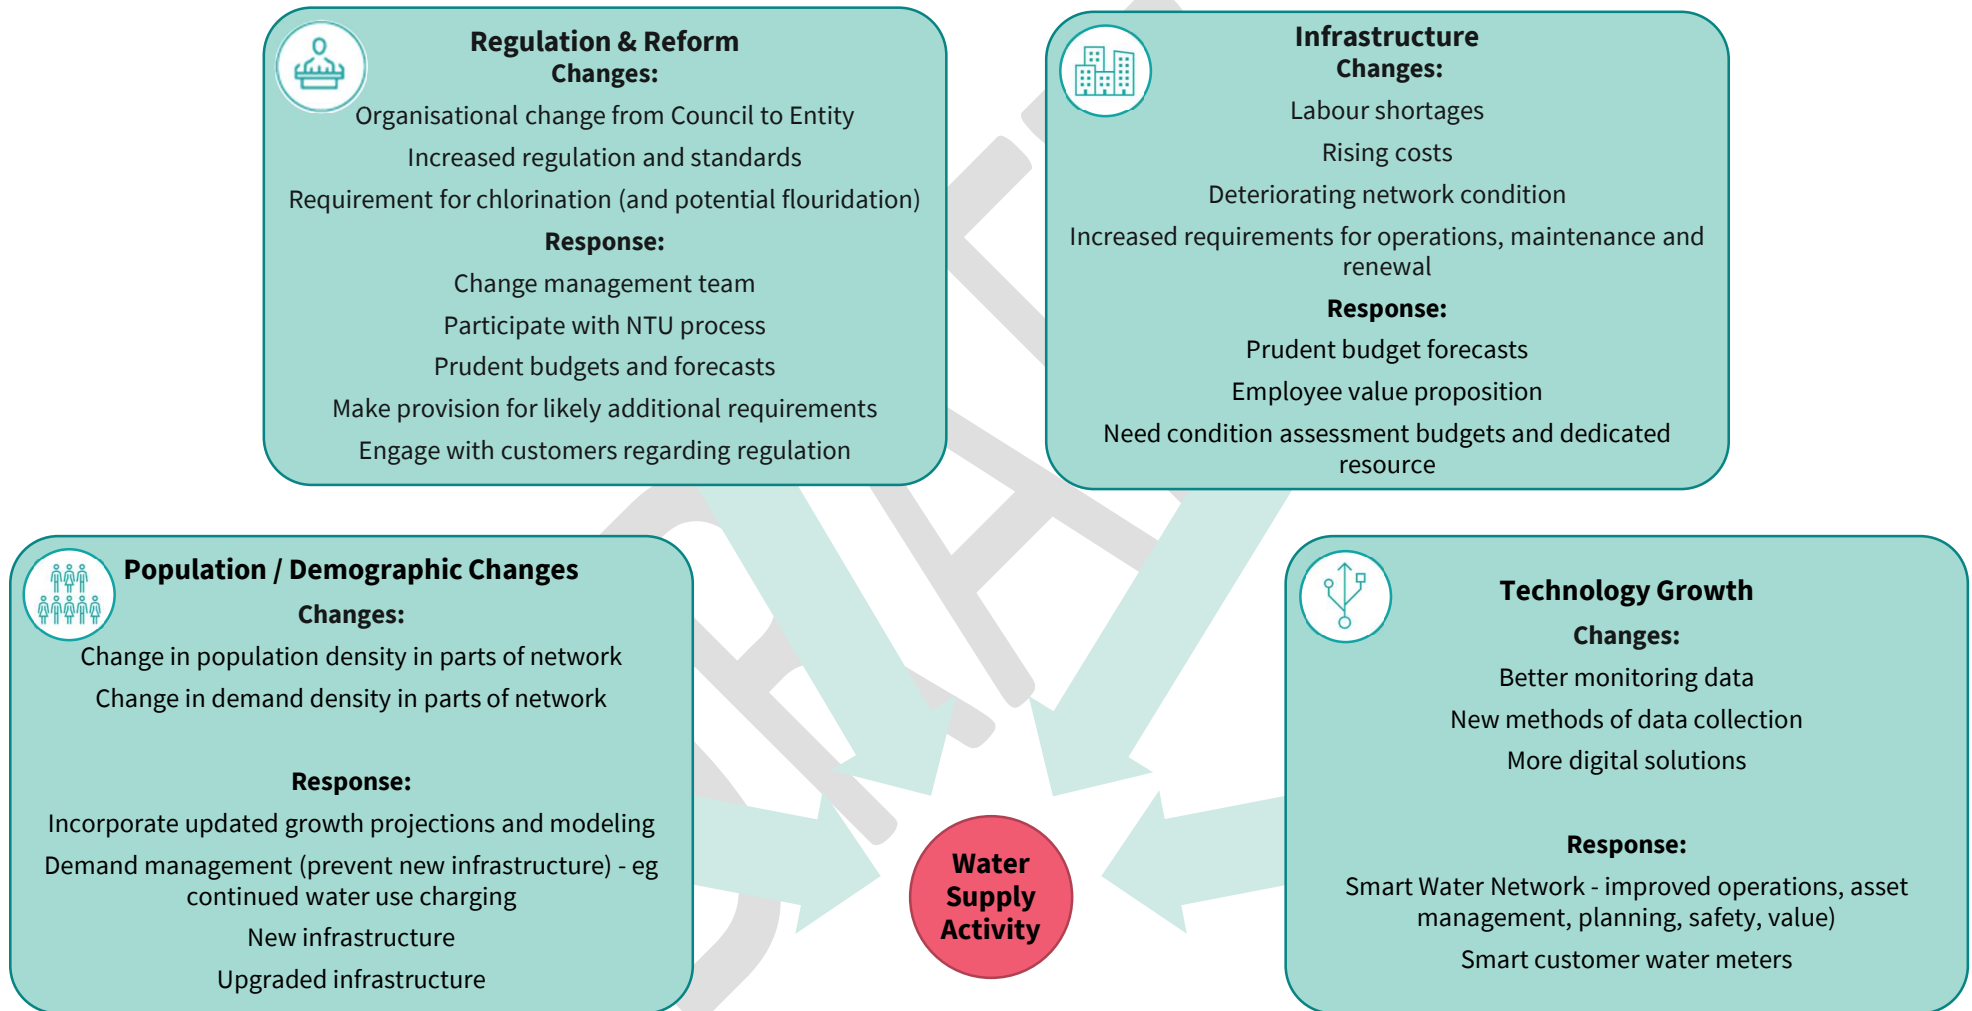 Regulation & Reform
Changes:
Organisational change from Council to Entity
Increased regulation and standards
Requirement for chlorination (and potential flouridation)
Response:
Change management team
Participate with NTU process
Prudent budgets and forecasts
Make provision for likely additional requirements
Engage with customers regarding regulation
Infrastructure
Changes:
Labour shortages
Rising costs
Deteriorating network condition
Increased requirements for operations, maintenance and
renewal
Response:
Prudent budget forecasts
Employee value proposition
Need condition assessment budgets and dedicated
resource
Population / Demographic Changes
Changes:
Change in population density in parts of network
Change in demand density in parts of network
Response:
Incorporate updated growth projections and modeling
Demand management (prevent new infrastructure) - eg
continued water use charging
New infrastructure
Upgraded infrastructure
Technology Growth
Changes:
Better monitoring data
New methods of data collection
More digital solutions
Response:
Smart Water Network - improved operations, asset
management, planning, safety, value)
Smart customer water meters
Water
Supply
Activity
DRAFT